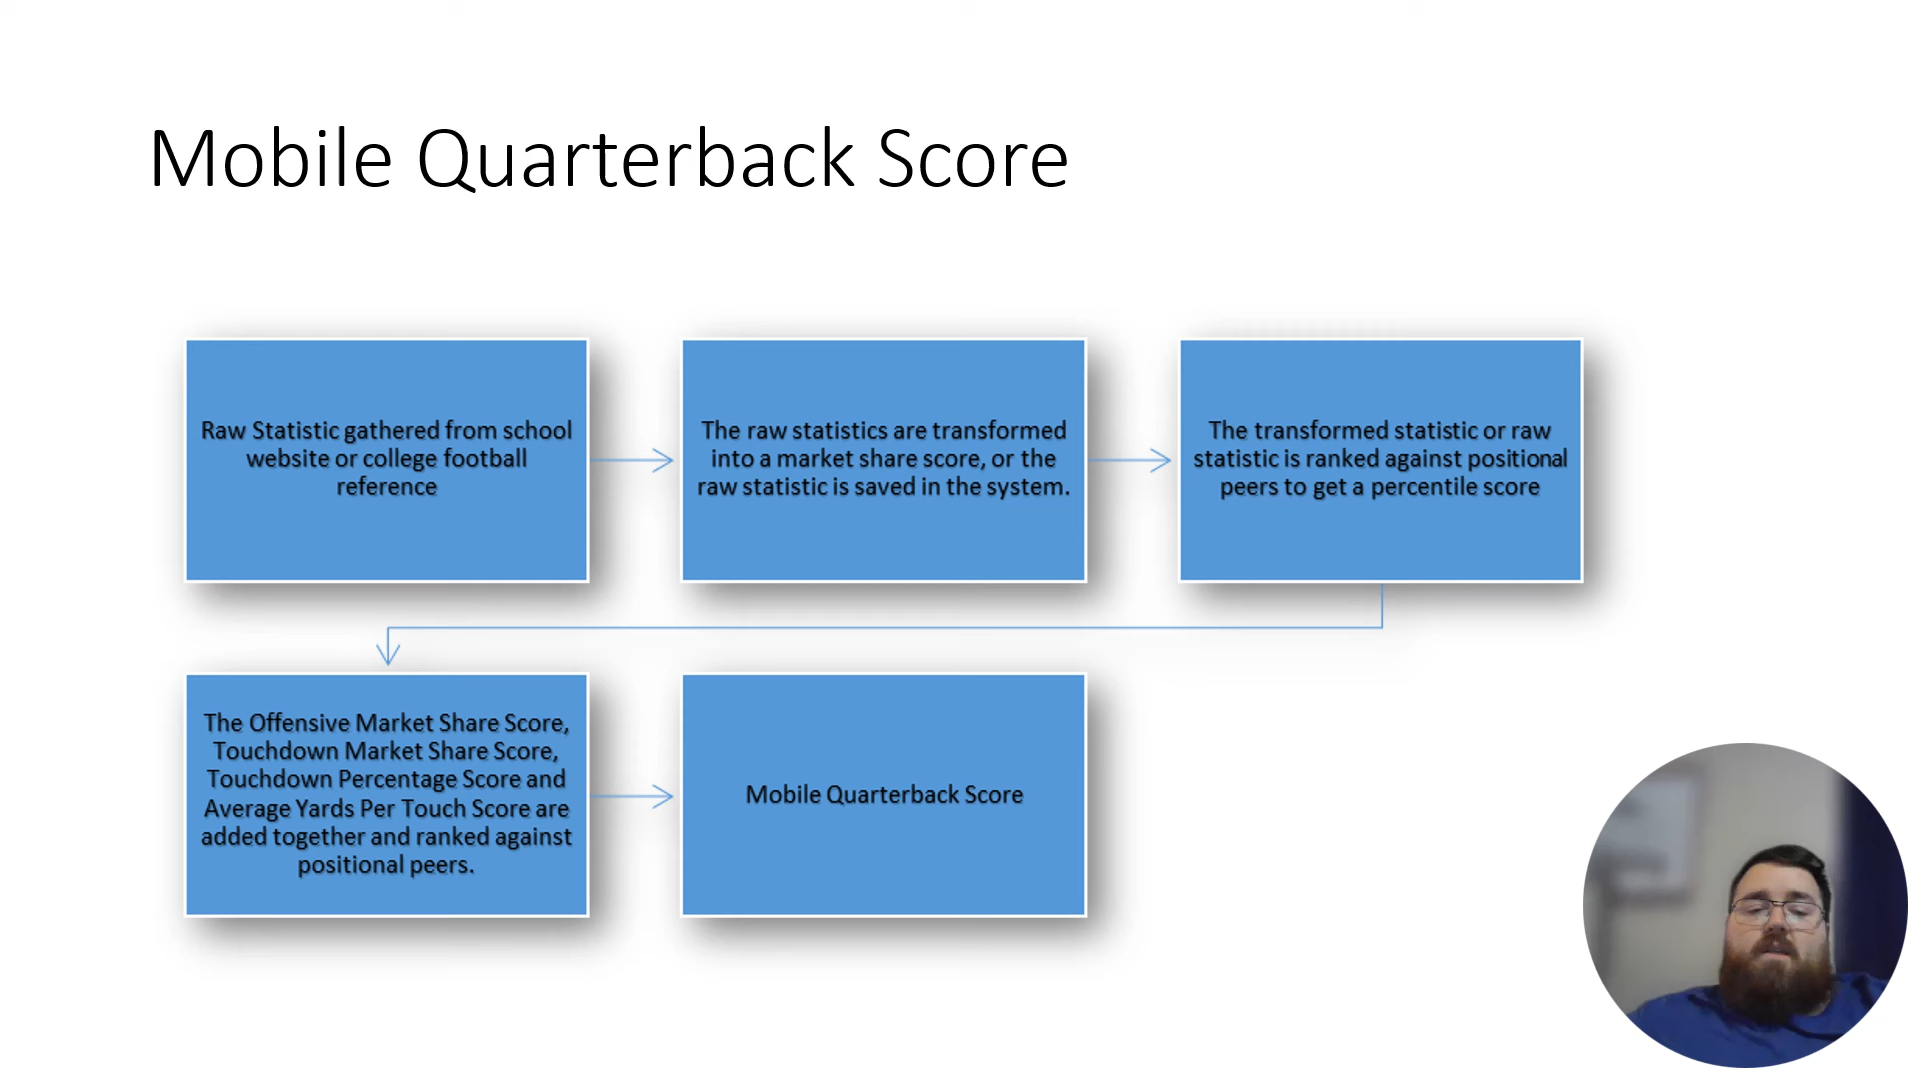 Mobile Quarterback Score
Raw Statistic gathered from school
website or college football
reference
The raw statistics are transformed
into a market share score, or the
raw statistic is saved in the system.
The transformed statistic or raw
statistic is ranked against positional
peers to get a percentile score
The Offensive Market Share Score,
Touchdown Market Share Score,
Touchdown Percentage Score and
Average Yards Per Touch Score are
added together and ranked against
positional peers.
Mobile Quarterback Score